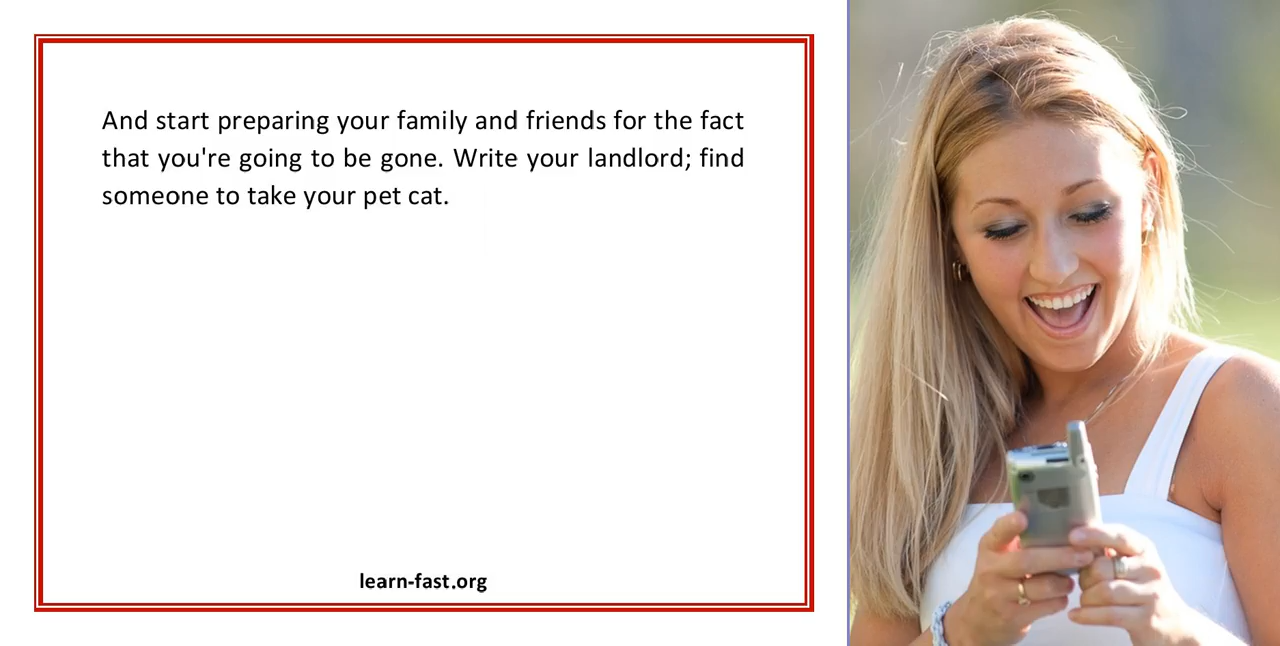 And start preparing your family and friends for the fact
that you're going to be gone. Write your landlord; find
someone to take your pet cat.
learn-fast.org